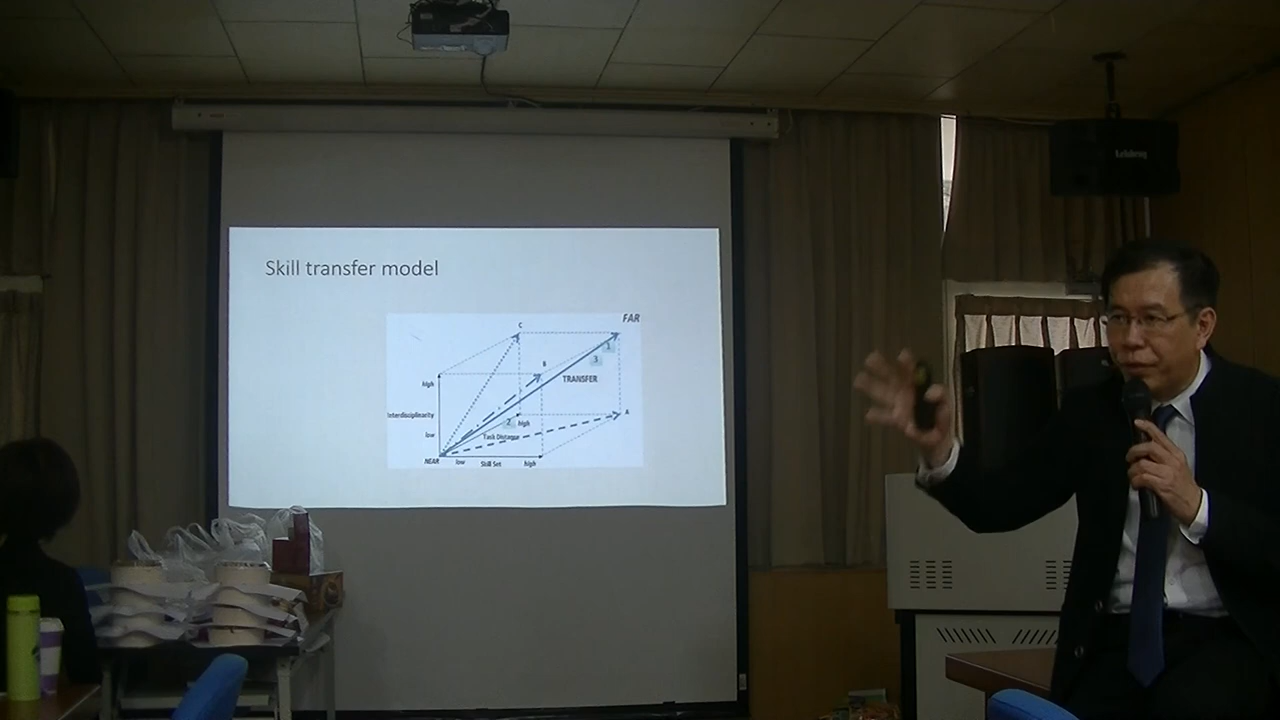 Skill transfer model
FAR
C
1
3
B
high
TRANSFER
Interdisciplinarity
A
2
high
low
Task Distance
NEAR
low
Skill Set
high